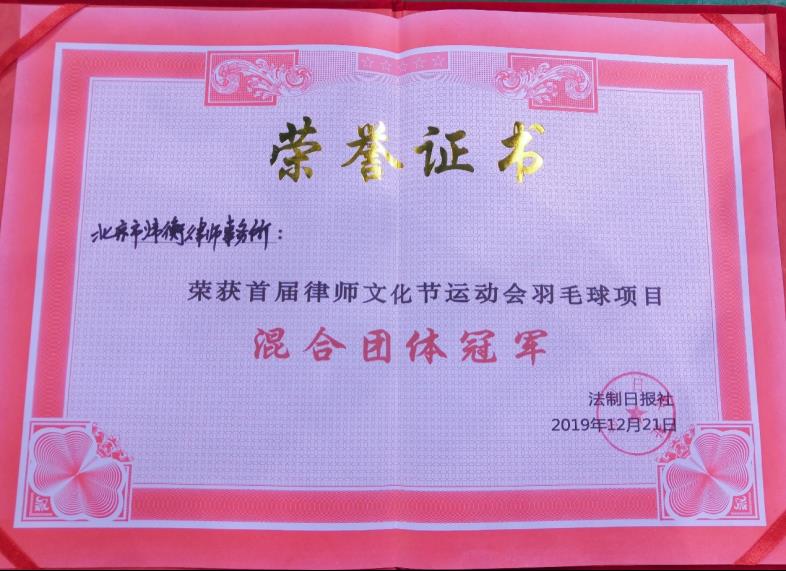 荣誉证书
北京市炜衡律师事务所：
荣获首届律师文化节运动会羽毛球项目
混合团体冠军
法制日报社
2019年12月21日